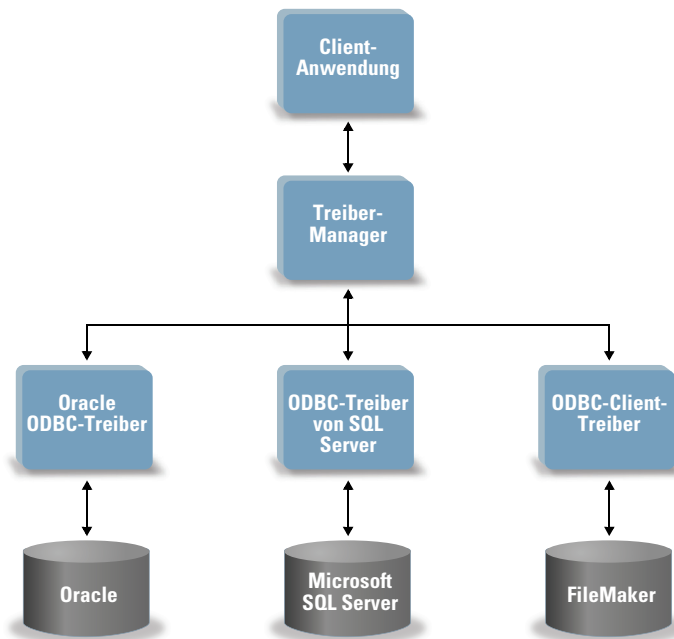 Client-
Anwendung
Treiber-
Manager
Oracle
ODBC-Treiber
ODBC-Treiber
von SQL
Server
ODBC-Client-
Treiber
Oracle
Microsoft
SQL Server
FileMaker